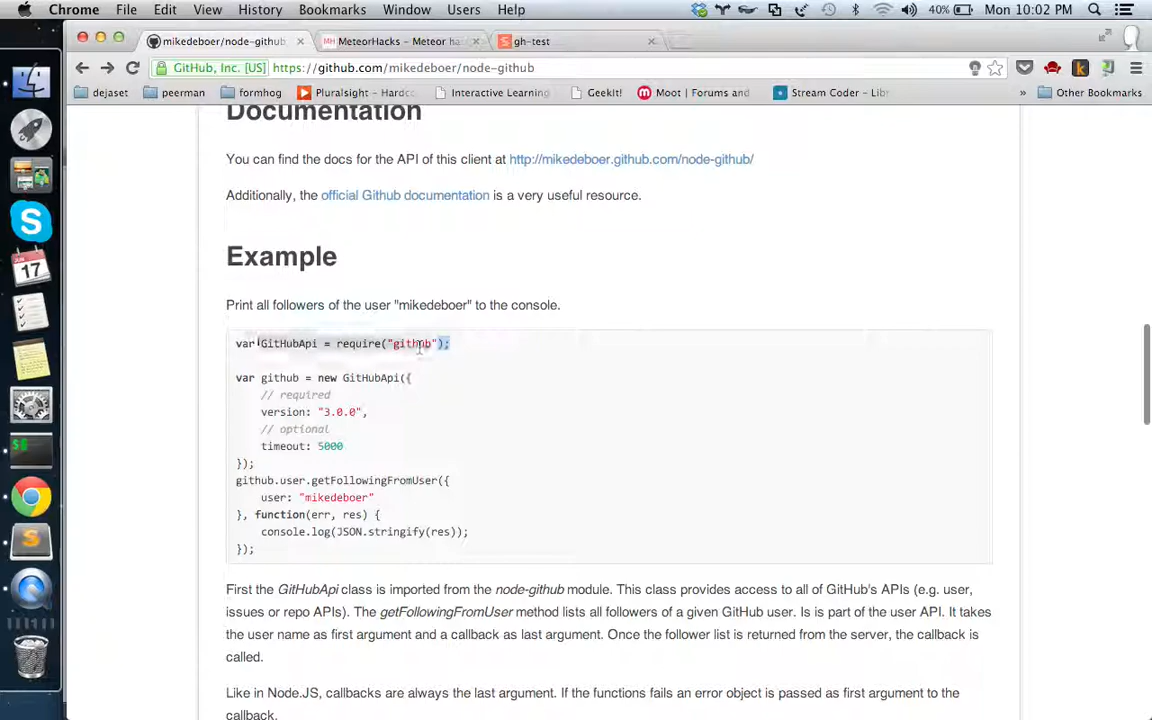 Chrome File Edit View History Bookmarks Window Users Help 40% Mon 10:02 PM
mikedeboer/node-github MeteorHacks - Meteor ha gh-test
GitHub, Inc. [US] https://github.com/mikedeboer/node-github
dejaset peerman formhog Pluralsight - Hardc Interactive Learning GeekIt! Moot | Forums and Stream Coder - Libr » Other Bookmarks
Documentation
You can find the docs for the API of this client at http://mikedeboer.github.com/node-github/
Additionally, the official Github documentation is a very useful resource.
Example
Print all followers of the user "mikedeboer" to the console.
var GitHubApi = require("github");
var github = new GitHubApi({
// required
version: "3.0.0",
// optional
timeout: 5000
});
github.user.getFollowingFromUser({
user: "mikedeboer"
}, function(err, res) {
console.log(JSON.stringify(res));
});
First the GitHubApi class is imported from the node-github module. This class provides access to all of GitHub's APIs (e.g. user,
issues or repo APIs). The getFollowingFromUser method lists all followers of a given GitHub user. Is is part of the user API. It takes
the user name as first argument and a callback as last argument. Once the follower list is returned from the server, the callback is
called.
Like in Node.JS, callbacks are always the last argument. If the functions fails an error object is passed as first argument to the
callback.
JUN
17